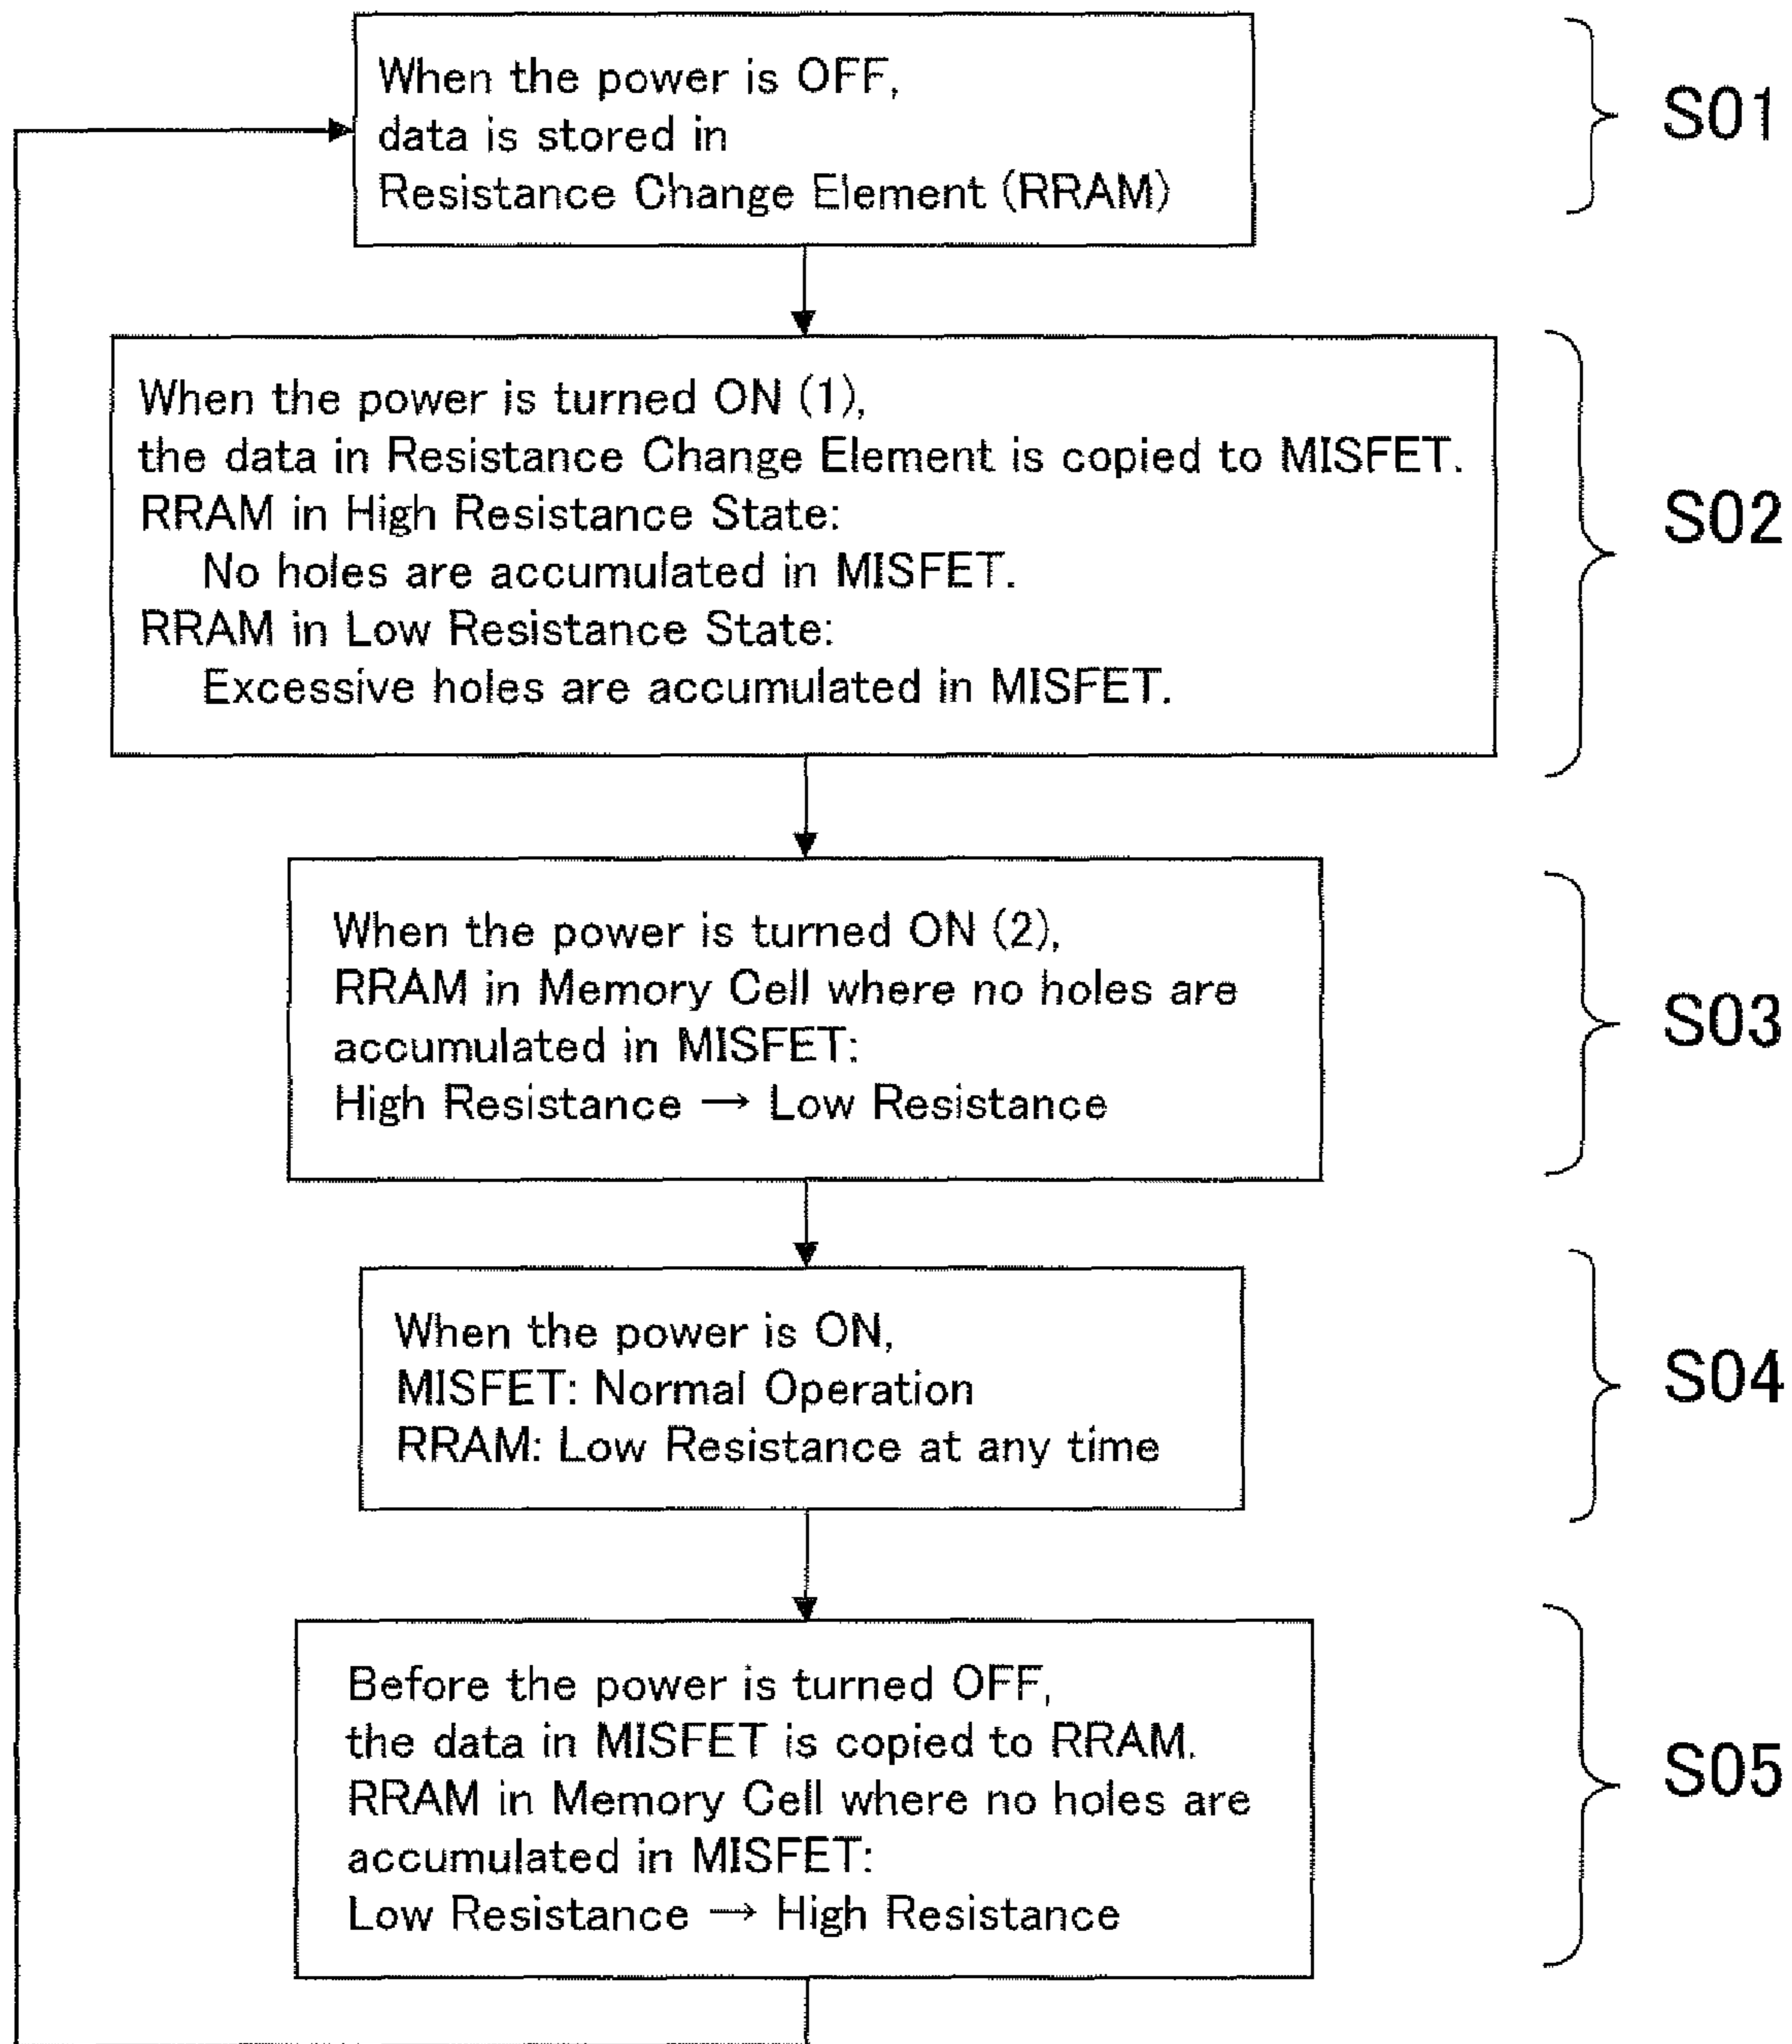 When the power is OFF,
data is stored in
Resistance Change Element (RRAM)
S01
When the power is turned ON (1),
the data in Resistance Change Element is copied to MISFET.
RRAM in High Resistance State:
No holes are accumulated in MISFET.
RRAM in Low Resistance State:
Excessive holes are accumulated in MISFET.
S02
When the power is turned ON (2),
RRAM in Memory Cell where no holes are
accumulated in MISFET:
High Resistance → Low Resistance
S03
When the power is ON,
MISFET: Normal Operation
RRAM: Low Resistance at any time
S04
Before the power is turned OFF,
the data in MISFET is copied to RRAM.
RRAM in Memory Cell where no holes are
accumulated in MISFET:
Low Resistance → High Resistance
S05